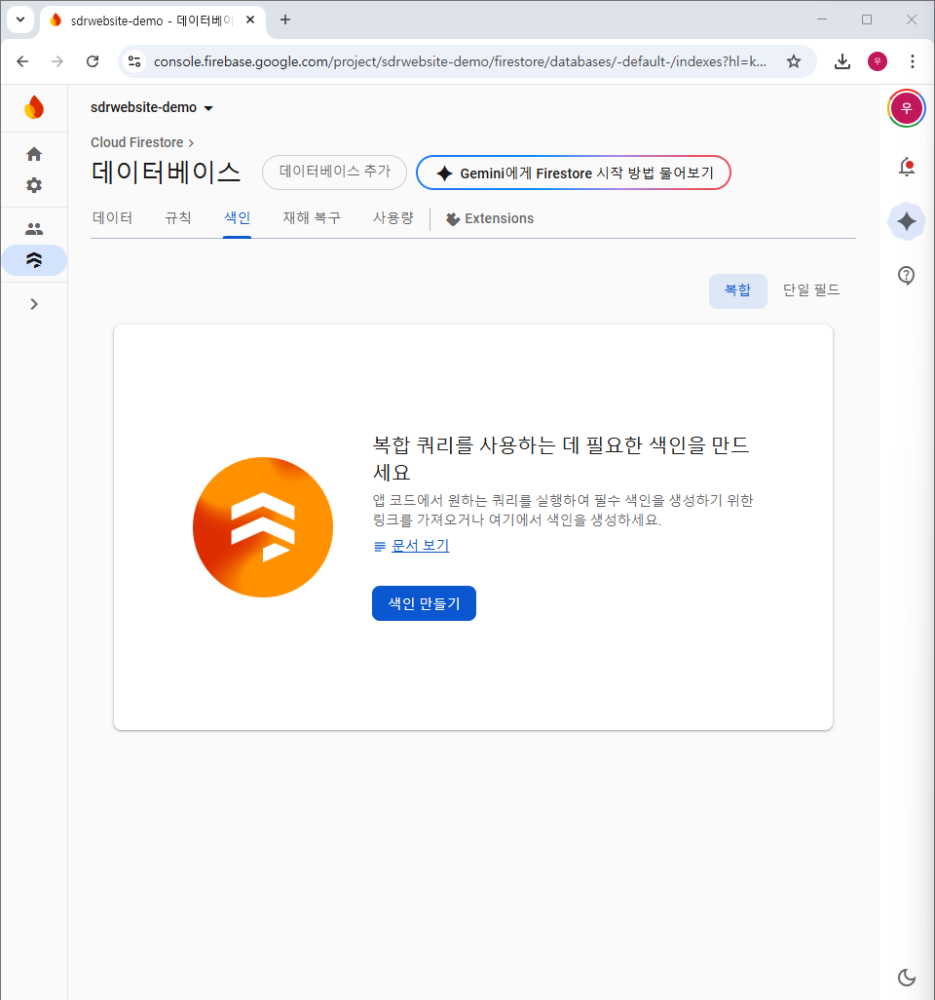 sdrwebsite-demo - 데이터베이
console.firebase.google.com/project/sdrwebsite-demo/firestore/databases/-default-/indexes?hl=k...
우
sdrwebsite-demo
우
Cloud Firestore
데이터베이스
데이터베이스 추가
Gemini에게 Firestore 시작 방법 물어보기
데이터
규칙
색인
재해 복구
사용량
Extensions
복합
단일 필드
복합 쿼리를 사용하는 데 필요한 색인을 만드
세요
앱 코드에서 원하는 쿼리를 실행하여 필수 색인을 생성하기 위한
링크를 가져오거나 여기에서 색인을 생성하세요.
문서 보기
색인 만들기